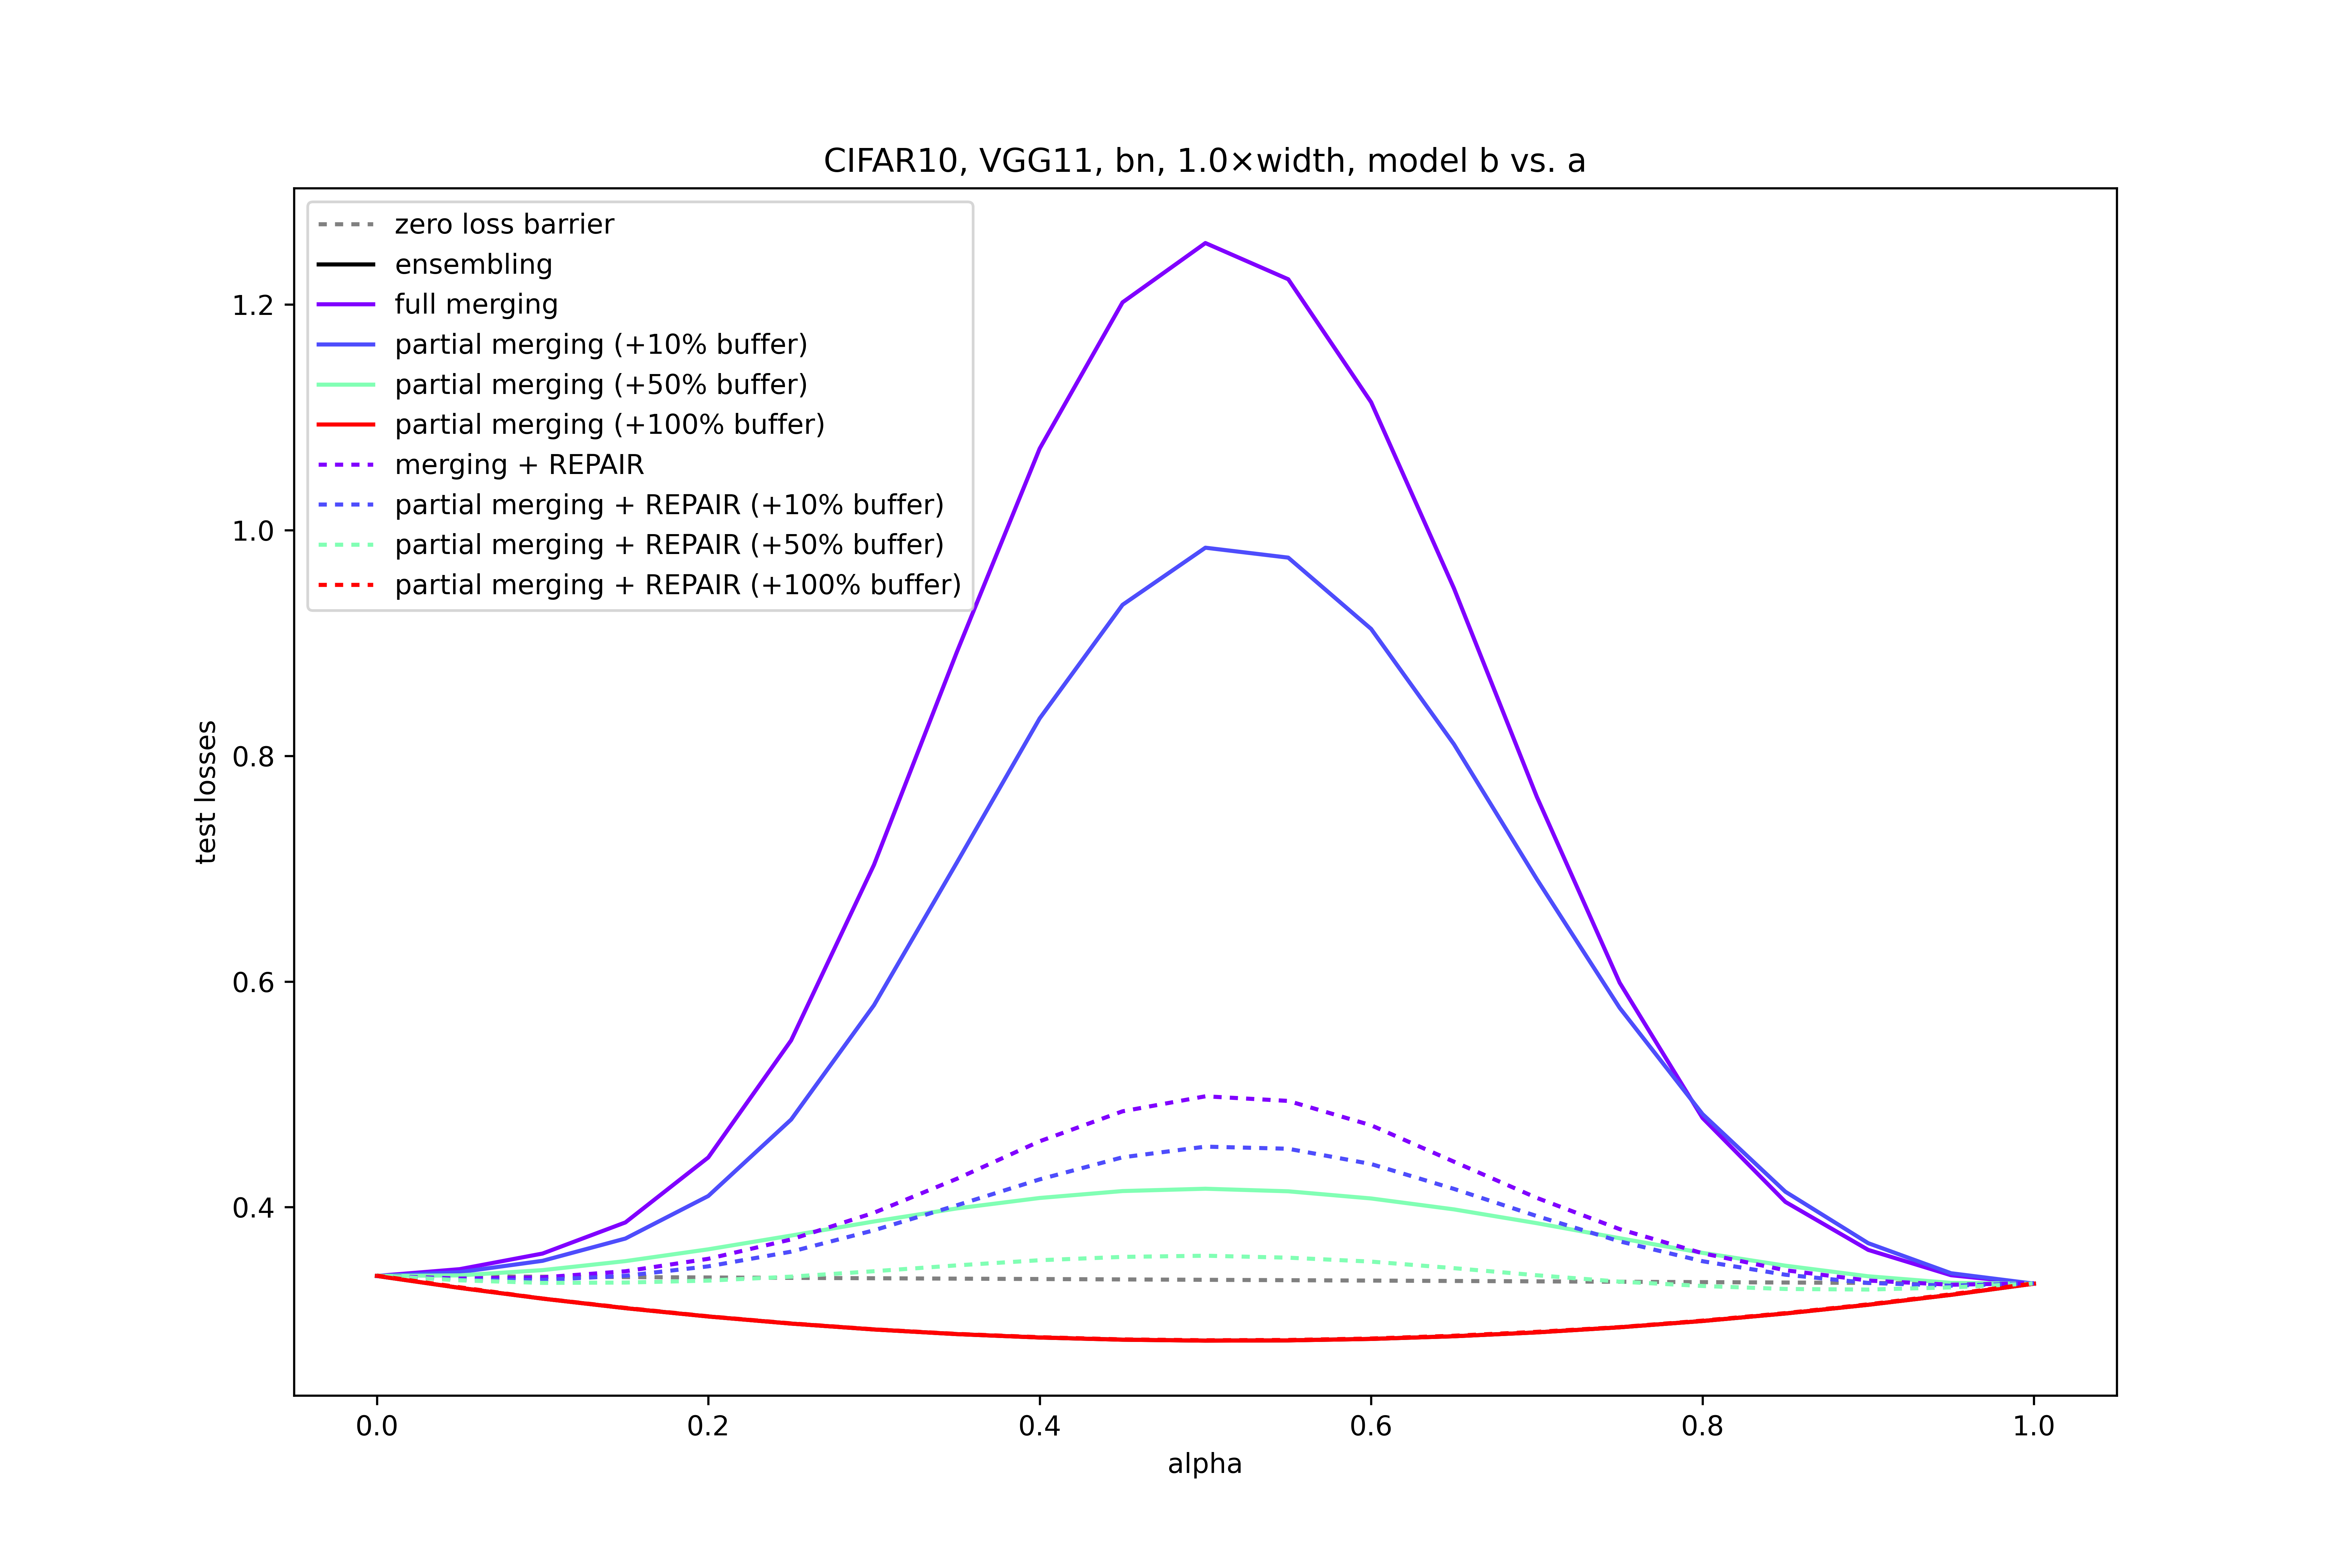 CIFAR10, VGG11, bn, 1.0×width, model b vs. a
zero loss barrier
ensembling
full merging
partial merging (+10% buffer)
partial merging (+50% buffer)
partial merging (+100% buffer)
merging + REPAIR
partial merging + REPAIR (+10% buffer)
partial merging + REPAIR (+50% buffer)
partial merging + REPAIR (+100% buffer)
test losses
1.2
1.0
0.8
0.6
0.4
0.0 0.2 0.4 0.6 0.8 1.0
alpha